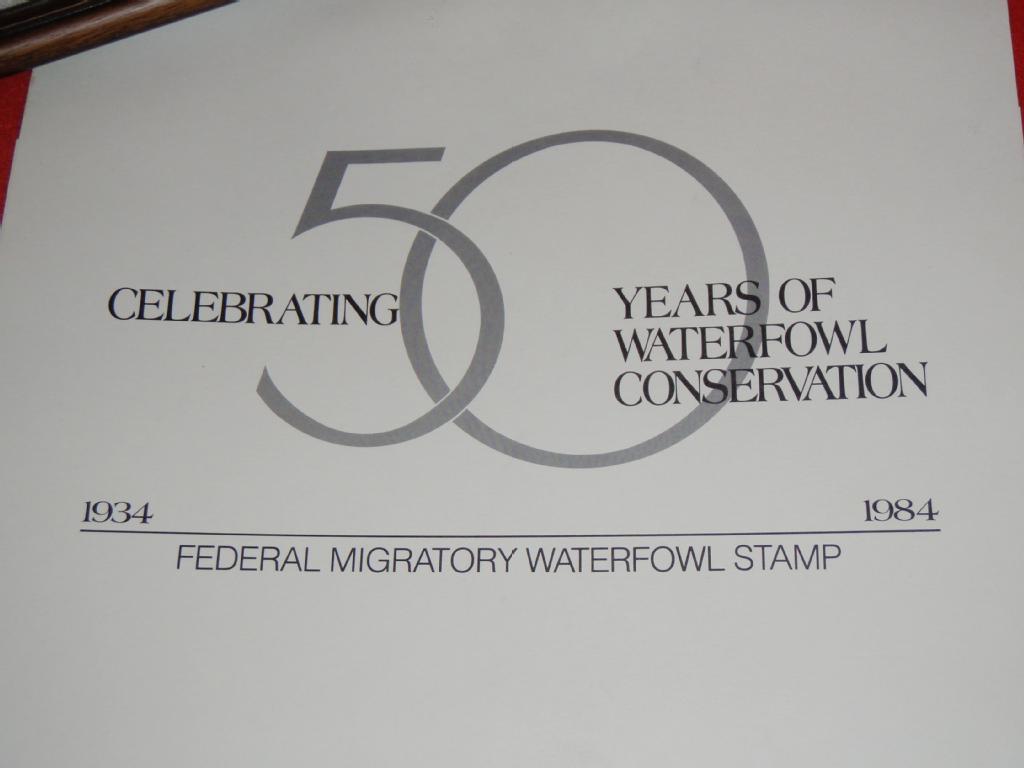 50
CELEBRATING
YEARS OF
WATERFOWL
CONSERVATION
1934 1984
FEDERAL MIGRATORY WATERFOWL STAMP